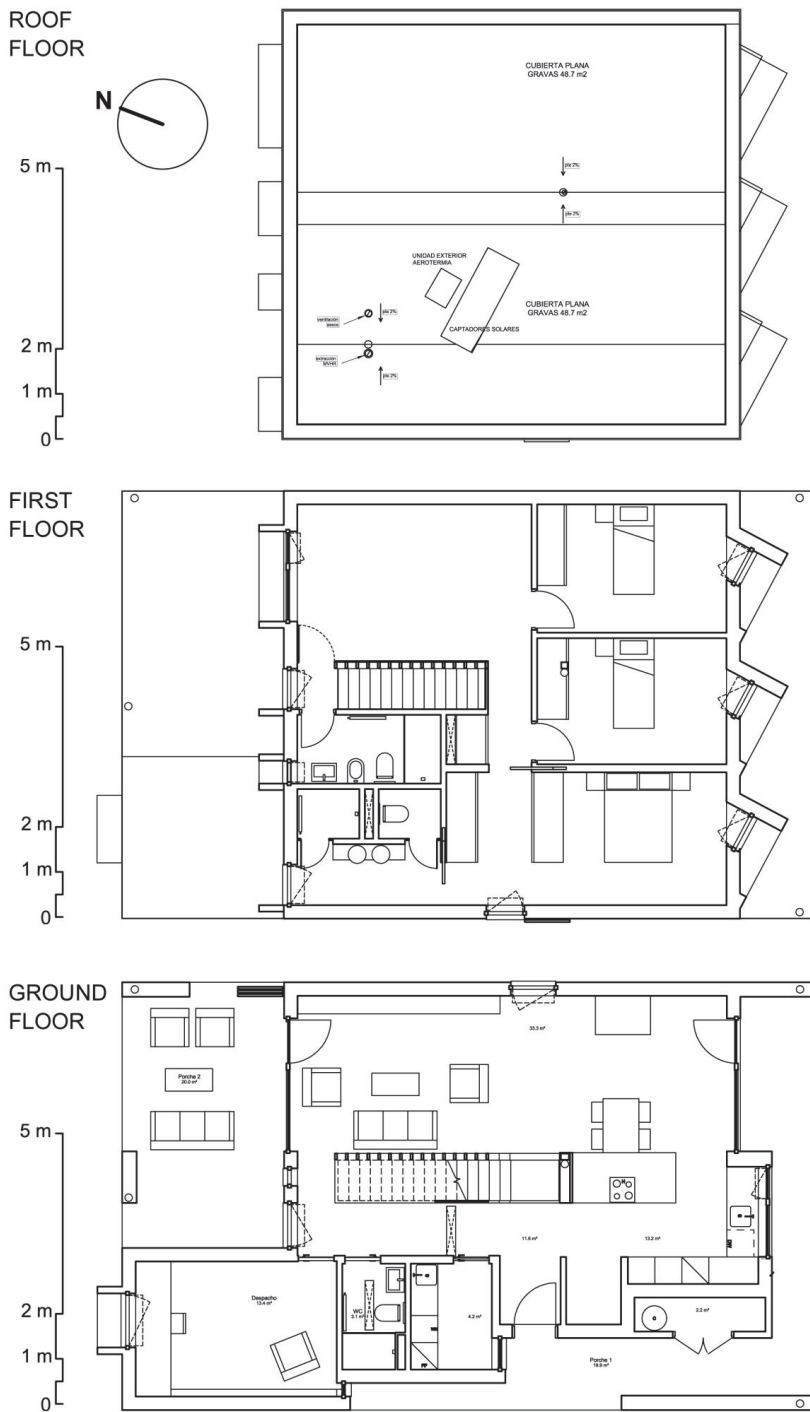 ROOF
FLOOR
N
5 m
2 m
1 m
0
CUBIERTA PLANA
GRAVAS 48.7 m2
pte 2%
pte 2%
UNIDAD EXTERIOR
AEROTERMIA
CUBIERTA PLANA
GRAVAS 48.7 m2
CAPTADORES SOLARES
ventilación
pte 2%
extracción
MVHR
pte 2%
FIRST
FLOOR
5 m
2 m
1 m
0
GROUND
FLOOR
5 m
2 m
1 m
0
33.3 m²
Porche 2
20.0 m²
11.6 m²
13.2 m²
Despacho
13.4 m²
WC
3.1 m²
4.2 m²
2.2 m²
Porche 1
18.9 m²